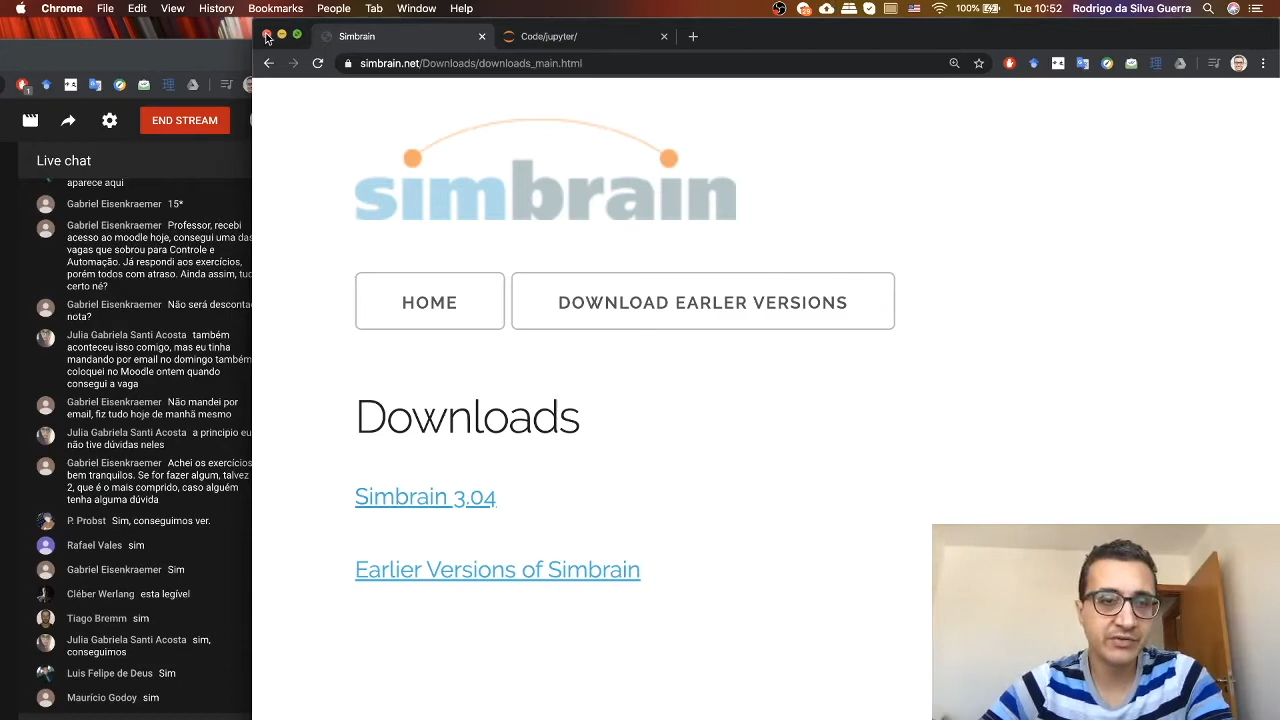 Chrome File Edit View History Bookmarks People Tab Window Help
100% Tue 10:52 Rodrigo da Silva Guerra
Simbrain
Code/jupyter/
simbrain.net/Downloads/downloads_main.html
END STREAM
Live chat
aparece aqui
Gabriel Eisenkraemer 15*
Gabriel Eisenkraemer Professor, recebi
acesso ao moodle hoje, consegui uma das
vagas que sobrou para Controle e
Automação. Já respondi aos exercícios,
porém todos com atraso. Ainda assim, tud
certo né?
Gabriel Eisenkraemer Não será desconta
nota?
Julia Gabriela Santi Acosta também
aconteceu isso comigo, mas eu tinha
mandando por email no domingo também
coloquei no Moodle ontem quando
consegui a vaga
Gabriel Eisenkraemer Não mandei por
email, fiz tudo hoje de manhã mesmo
Julia Gabriela Santi Acosta a principio eu
não tive dúvidas neles
Gabriel Eisenkraemer Achei os exercícios
bem tranquilos. Se for fazer algum, talvez
2, que é o mais comprido, caso alguém
tenha alguma dúvida
P. Probst Sim, conseguimos ver.
Rafael Vales sim
Gabriel Eisenkraemer Sim
Cléber Werlang esta legível
Tiago Bremm sim
Julia Gabriela Santi Acosta sim,
conseguimos
Luis Felipe de Deus Sim
Maurício Godoy sim
simbrain
HOME
DOWNLOAD EARLER VERSIONS
Downloads
Simbrain 3.04
Earlier Versions of Simbrain